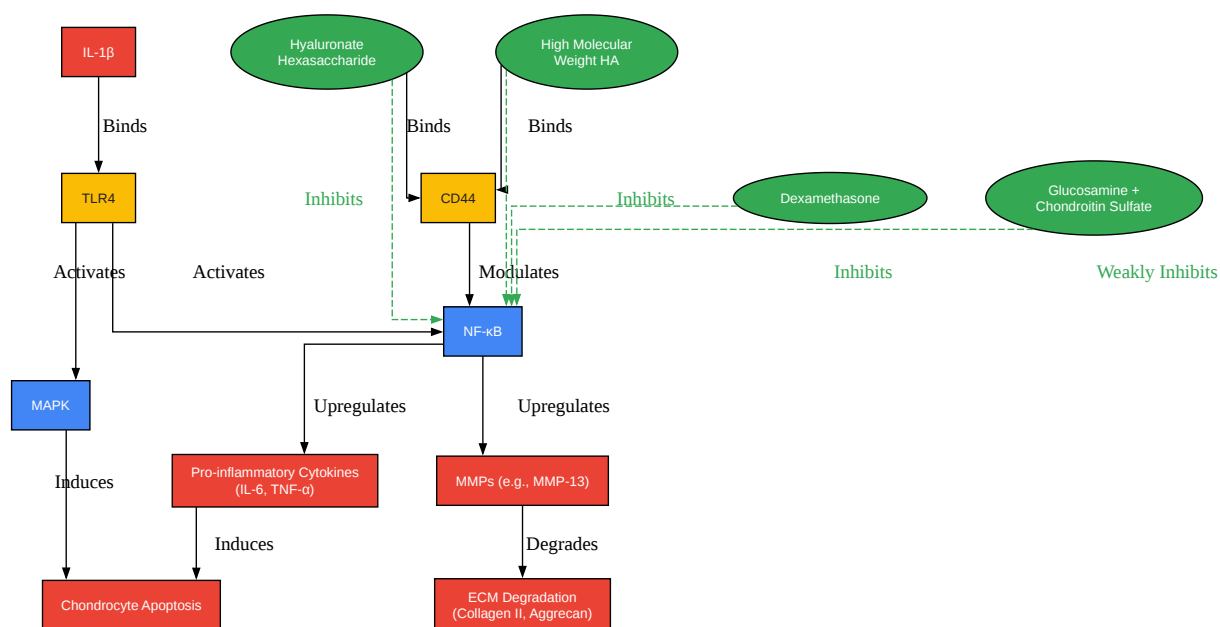 IL-1β
Hyaluronate
Hexasaccharide
High Molecular
Weight HA
Binds
Binds
Binds
TLR4
Inhibits
CD44
Inhibits
Dexamethasone
Glucosamine +
Chondroitin Sulfate
Activates
Activates
Modulates
Inhibits
Weakly Inhibits
NF-κB
MAPK
Upregulates
Upregulates
Induces
Pro-inflammatory Cytokines
(IL-6, TNF-α)
MMPs (e.g., MMP-13)
Induces
Degrades
Chondrocyte Apoptosis
ECM Degradation
(Collagen II, Aggrecan)